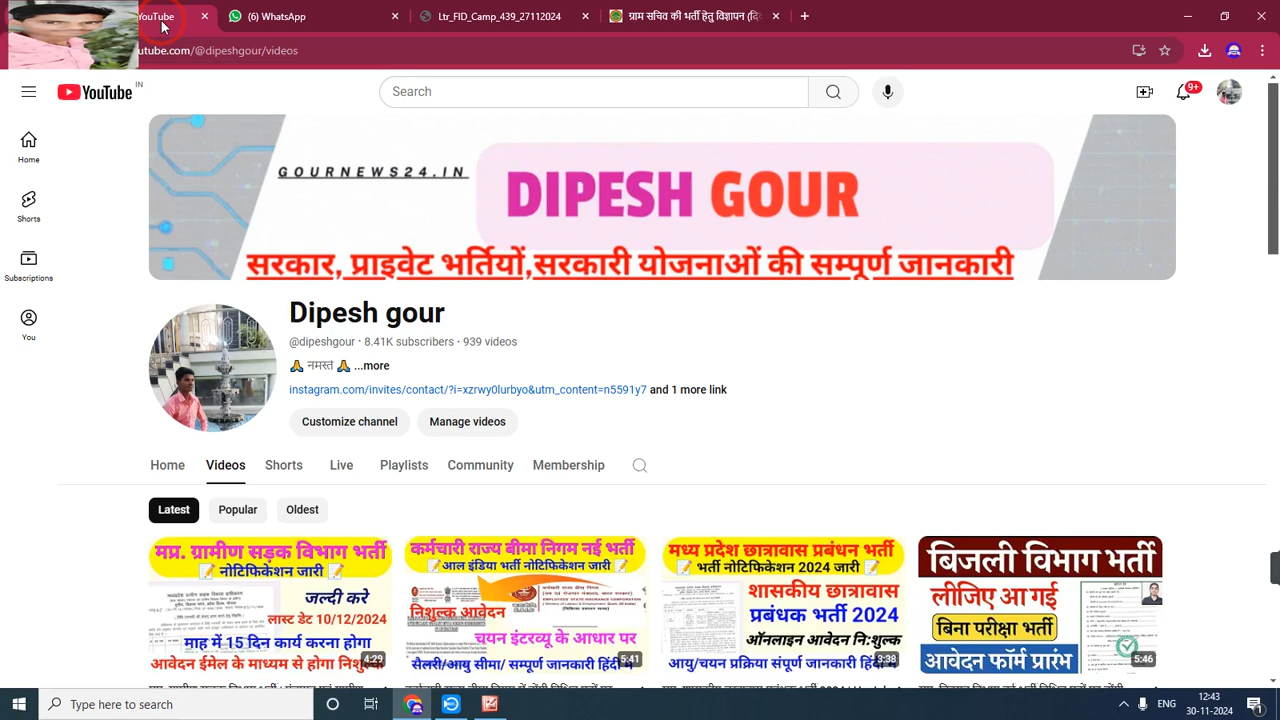 YouTube
(6) WhatsApp
Lr_FID_Camp_425_271124
ग्राम सचिव की भर्ती
utube.com/@dipeshgour/videos
YouTube IN
Search
9+
Home
Shorts
Subscriptions
You
GOURNEWS24.IN
DIPESH GOUR
सरकार, प्राइवेट भर्तियों,सरकारी योजनाओं की सम्पूर्ण जानकारी
Dipesh gour
@dipeshgour · 8.41K subscribers · 939 videos
🙏 नमस्ते 🙏 ...more
instagram.com/invites/contact/?i=xzrwy0lurbyo&utm_content=n5591y7 and 1 more link
Customize channel
Manage videos
Home
Videos
Shorts
Live
Playlists
Community
Membership
Latest
Popular
Oldest
मप्र. ग्रामीण सड़क विभाग भर्ती
📝 नोटिफिकेशन जारी 📝
जल्दी करे
लास्ट डेट 10/12/2024
माह में 15 दिन कार्य करना होगा
आवेदन ईमेल के माध्यम से होगा
4:28
कर्मचारी राज्य बीमा निगम नई भर्ती
📝आल इंडिया भर्ती नोटिफिकेशन जारी📝
निःशुल्क आवेदन
चयन इंटरव्यू के आधार पर
सैलरी/आयु सीमा/ सम्पूर्ण जानकारी हिंदी
मध्य प्रदेश छात्रावास प्रबंधन भर्ती
📝 भर्ती नोटिफिकेशन 2024 जारी 📝
शासकीय छात्रावास
प्रबंधक भर्ती 2024
ऑनलाइन आवेदन निःशुल्क
आयु/चयन प्रक्रिया संपूर्ण जानकारी
बिजली विभाग भर्ती
लीजिए आ गई
बिना परीक्षा भर्ती
आवेदन फॉर्म प्रारंभ
5:46
Type here to search
ENG
12:43
30-11-2024